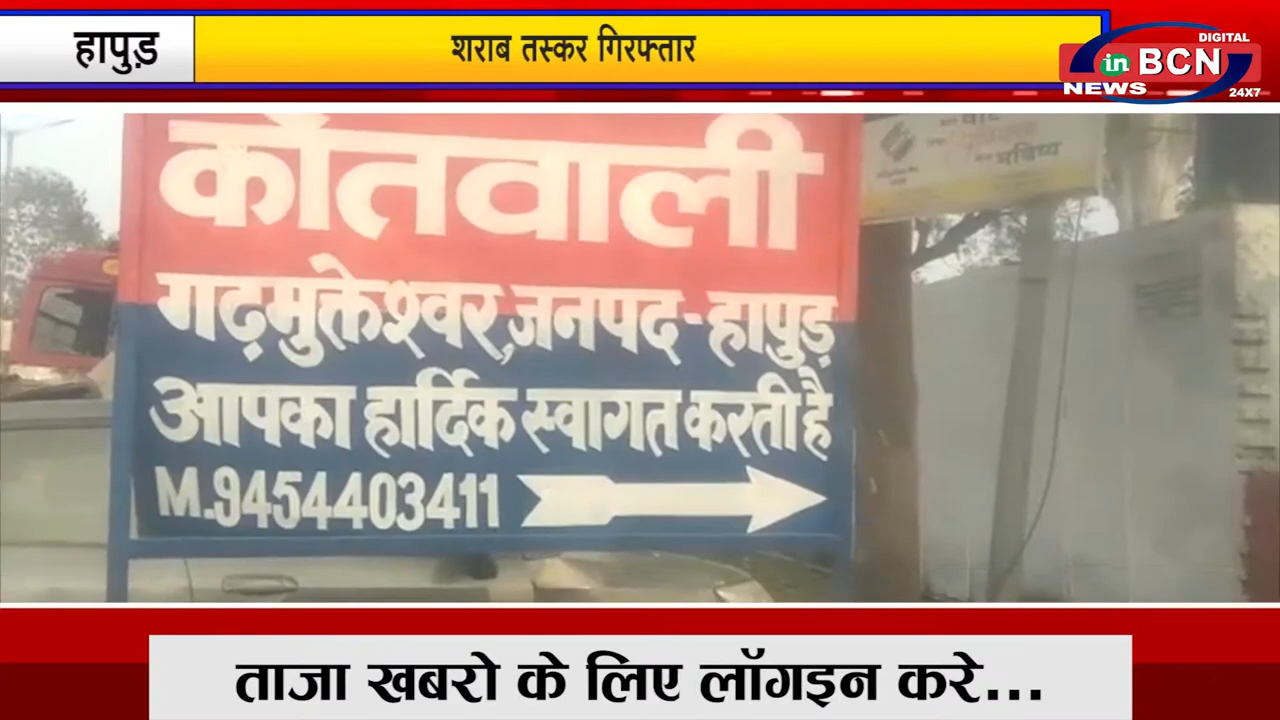 हापुड़
शराब तस्कर गिरफ्तार
DIGITAL
in BCN
NEWS 24X7
कोतवाली
गढ़मुक्तेश्वर, जनपद-हापुड़
आपका हार्दिक स्वागत करती है
M.9454403411
भविष्य
ताजा खबरो के लिए लॉगइन करे...